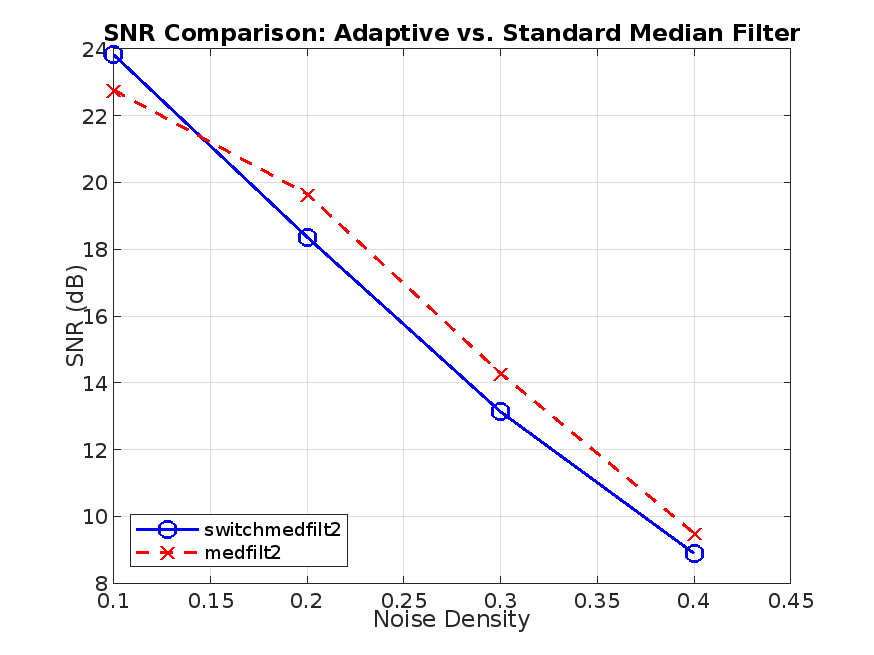 SNR Comparison: Adaptive vs. Standard Median Filter
24
22
20
18
16
14
12
10
8
SNR (dB)
switchmedfilt2
medfilt2
0.1 0.15 0.2 0.25 0.3 0.35 0.4 0.45
Noise Density